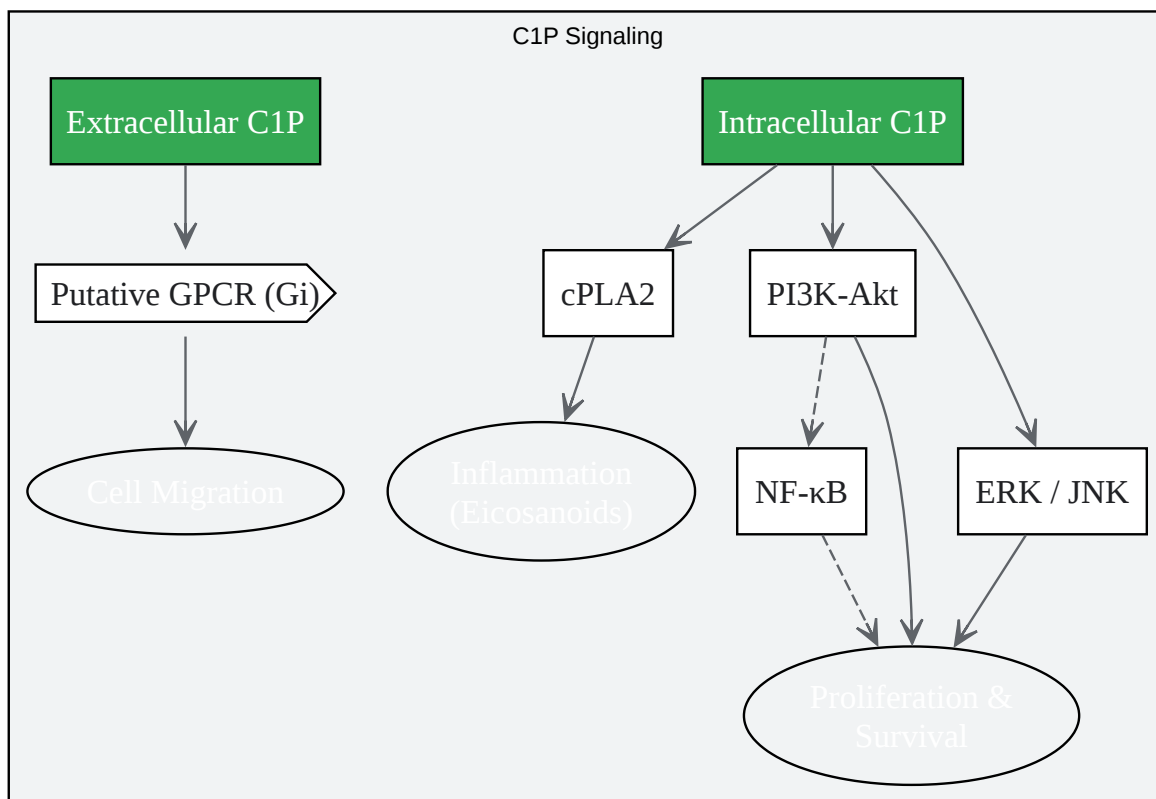 C1P Signaling
Extracellular C1P
Intracellular C1P
Putative GPCR (Gi)
cPLA2
PI3K-Akt
Cell Migration
Inflammation
(Eicosanoids)
NF-κB
ERK / JNK
Proliferation &
Survival